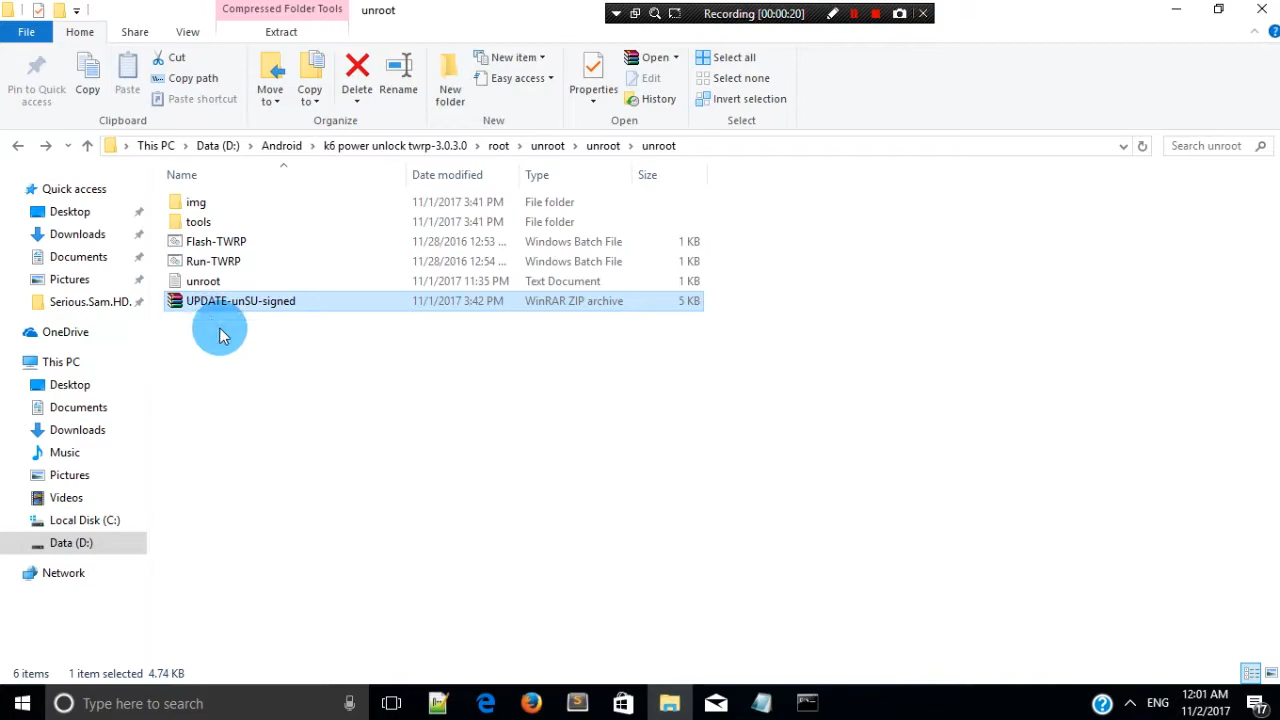 Compressed Folder Tools
unroot
Recording [00:00:20]
File
Home
Share
View
Extract
Pin to Quick access
Copy
Paste
Cut
Copy path
Paste shortcut
Move to
Copy to
Delete
Rename
New folder
New item
Easy access
Properties
Open
Edit
History
Select all
Select none
Invert selection
Clipboard
Organize
New
Open
Select
This PC
Data (D:)
Android
k6 power unlock twrp-3.0.3.0
root
unroot
unroot
unroot
Search unroot
Name
Date modified
Type
Size
img 11/1/2017 3:41 PM File folder
tools 11/1/2017 3:41 PM File folder
Flash-TWRP 11/28/2016 12:53 ... Windows Batch File 1 KB
Run-TWRP 11/28/2016 12:54 ... Windows Batch File 1 KB
unroot 11/1/2017 11:35 PM Text Document 1 KB
UPDATE-unSU-signed 11/1/2017 3:42 PM WinRAR ZIP archive 5 KB
Quick access
Desktop
Downloads
Documents
Pictures
Serious.Sam.HD.
OneDrive
This PC
Desktop
Documents
Downloads
Music
Pictures
Videos
Local Disk (C:)
Data (D:)
Network
6 items 1 item selected 4.74 KB
Type here to search
ENG
12:01 AM
11/2/2017
17